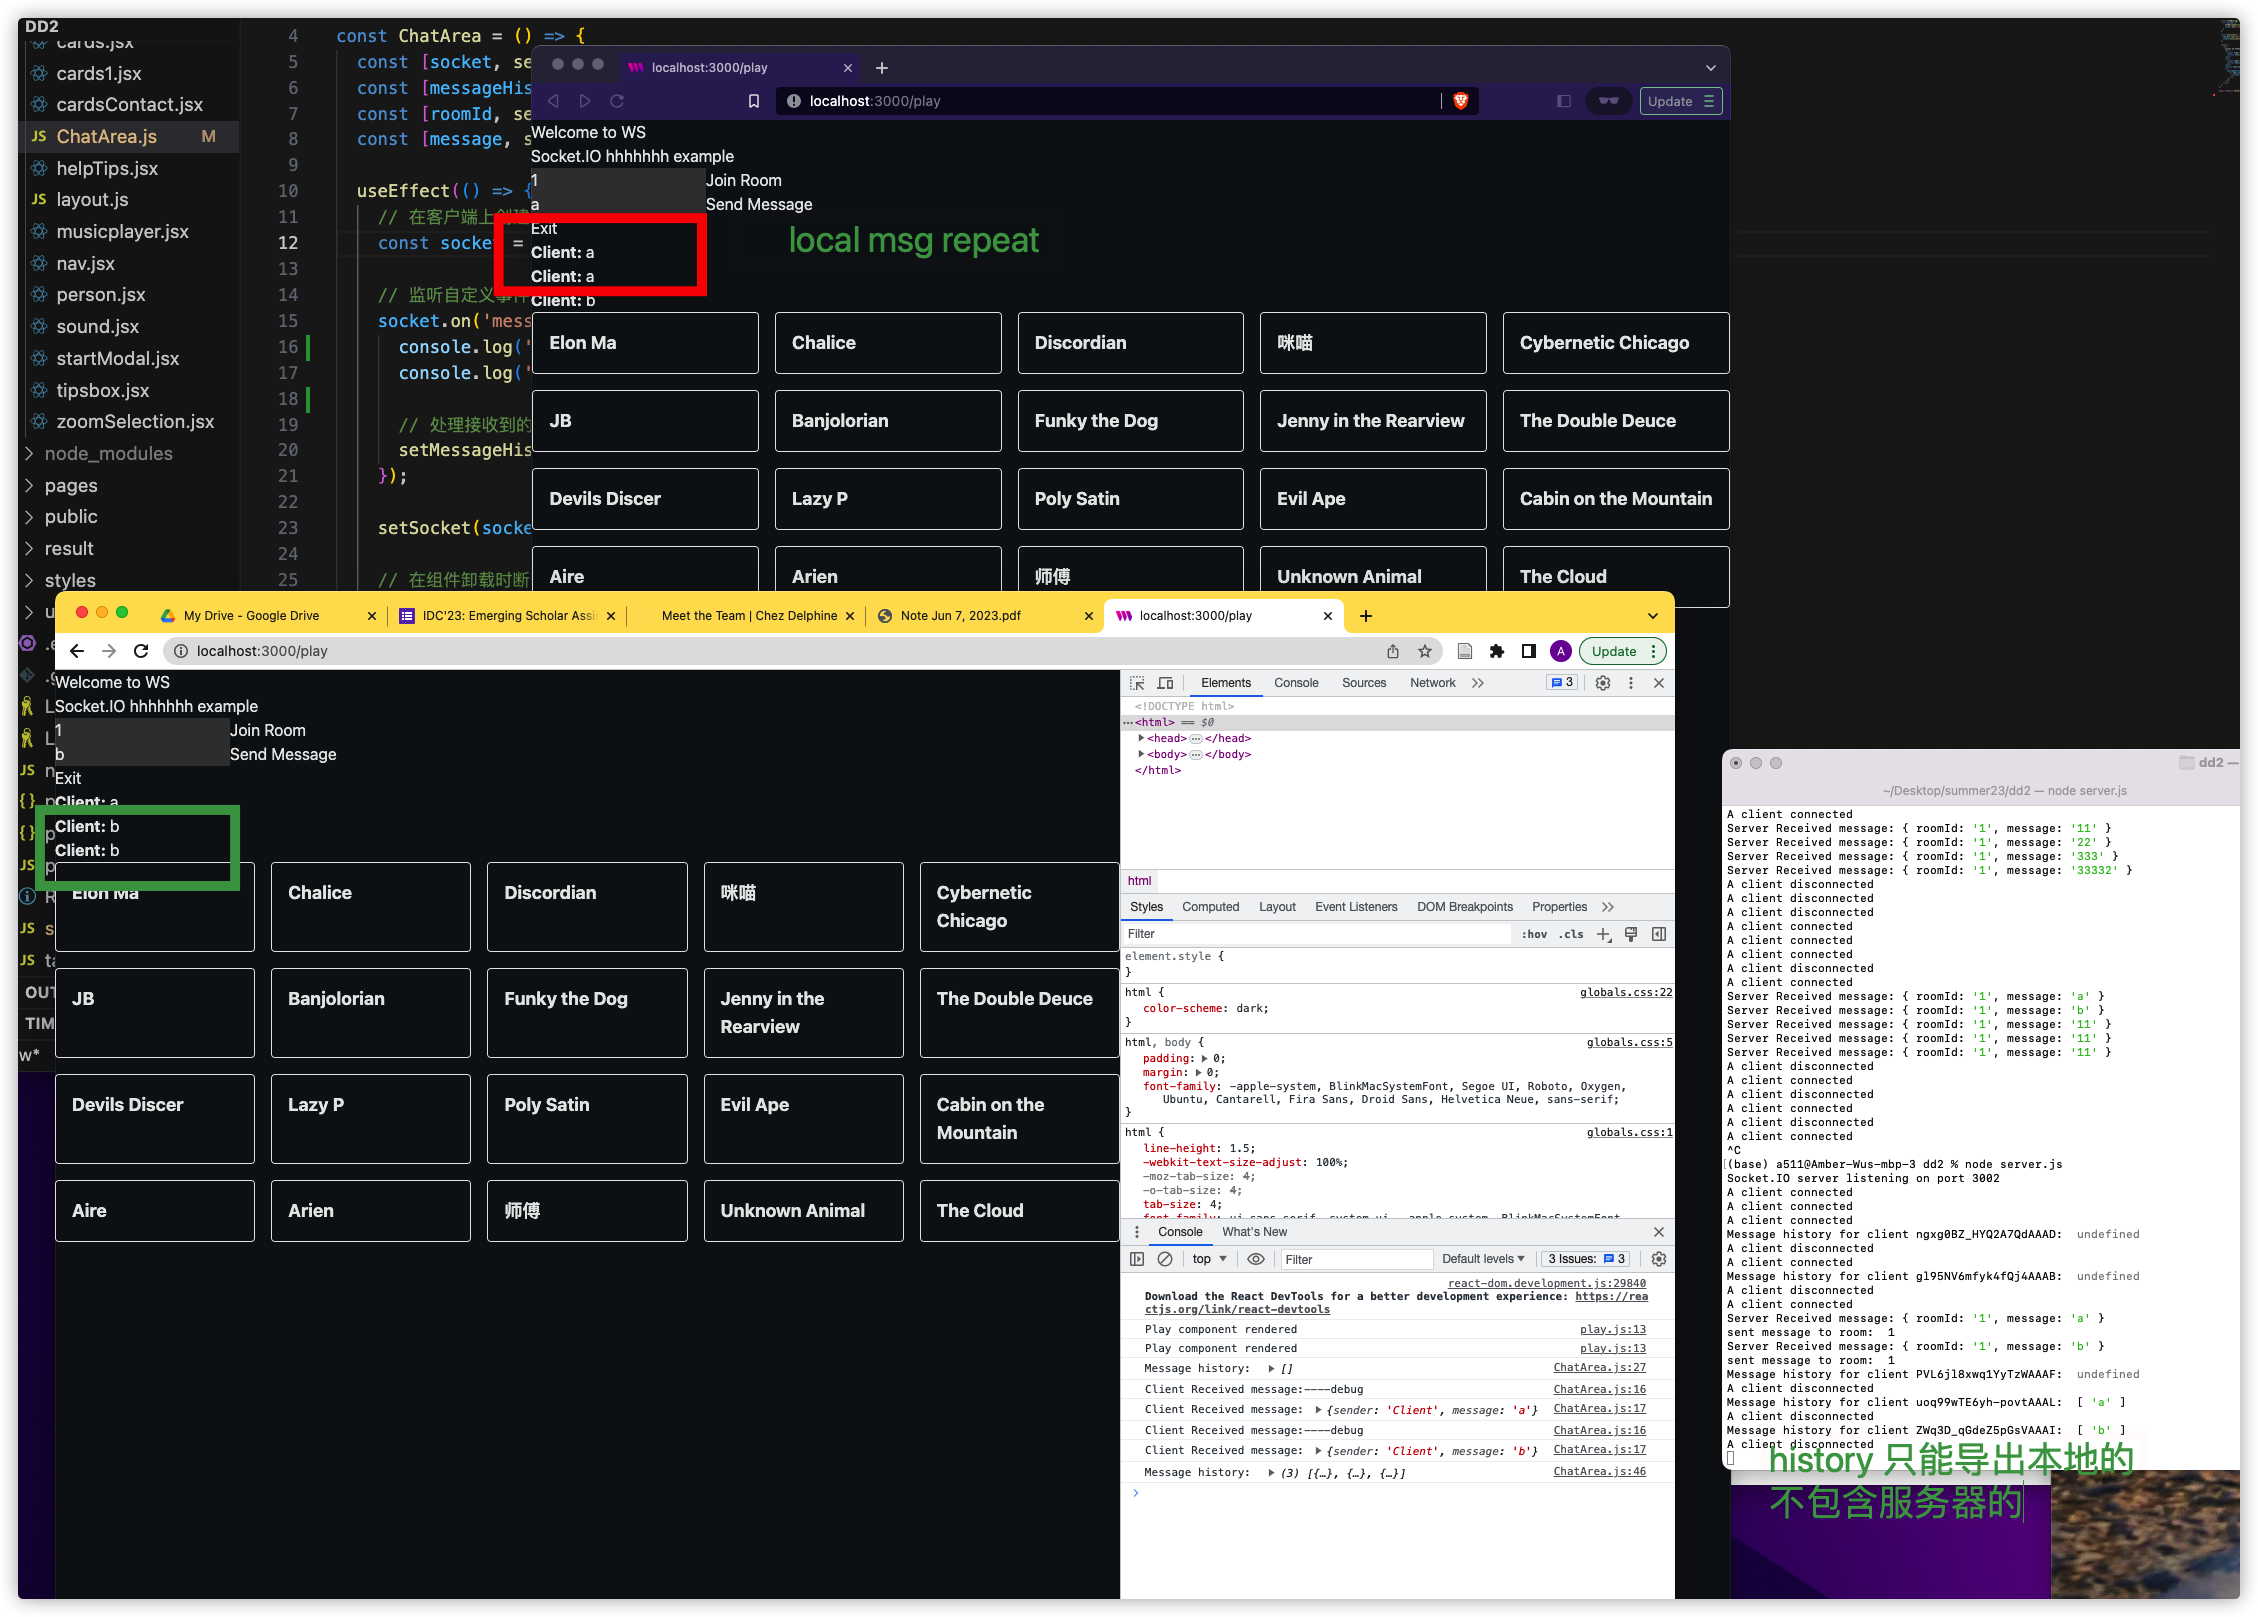 DD2
cards.jsx
cards1.jsx
cardsContact.jsx
JS ChatArea.js M
helpTips.jsx
JS layout.js
musicplayer.jsx
nav.jsx
person.jsx
sound.jsx
startModal.jsx
tipsbox.jsx
zoomSelection.jsx
node_modules
pages
public
result
styles
4 const ChatArea = () => {
5 const [socket, se
6 const [messageHis
7 const [roomId, se
8 const [message, s
9
10 useEffect(() => {
11 // 在客户端上创建
12 const socket =
13
14 // 监听自定义事件
15 socket.on('mess
16 console.log('
17 console.log('
18
19 // 处理接收到的
20 setMessageHis
21 });
22
23 setSocket(socke
24
25 // 在组件卸载时断
localhost:3000/play
localhost:3000/play
Update
Welcome to WS
Socket.IO hhhhhhh example
1 Join Room
a Send Message
Exit
Client: a
Client: a
Client: b
local msg repeat
Elon Ma Chalice Discordian 咪喵 Cybernetic Chicago
JB Banjolorian Funky the Dog Jenny in the Rearview The Double Deuce
Devils Discer Lazy P Poly Satin Evil Ape Cabin on the Mountain
Aire Arien 师傅 Unknown Animal The Cloud
My Drive - Google Drive IDC'23: Emerging Scholar Assi Meet the Team | Chez Delphine Note Jun 7, 2023.pdf localhost:3000/play
localhost:3000/play
A Update
Welcome to WS
Socket.IO hhhhhhh example
1 Join Room
b Send Message
Exit
Client: a
Client: b
Client: b
Elon Ma Chalice Discordian 咪喵 Cybernetic
Chicago
JB Banjolorian Funky the Dog Jenny in the The Double Deuce
Rearview
Devils Discer Lazy P Poly Satin Evil Ape Cabin on the
Mountain
Aire Arien 师傅 Unknown Animal The Cloud
OUT
TIM
w*
Elements Console Sources Network 3
<!DOCTYPE html>
<html> == $0
<head> </head>
<body> </body>
</html>
html
Styles Computed Layout Event Listeners DOM Breakpoints Properties
Filter :hov .cls
element.style {
}
html { globals.css:22
color-scheme: dark;
}
html, body { globals.css:5
padding: 0;
margin: 0;
font-family: -apple-system, BlinkMacSystemFont, Segoe UI, Roboto, Oxygen,
Ubuntu, Cantarell, Fira Sans, Droid Sans, Helvetica Neue, sans-serif;
}
html { globals.css:1
line-height: 1.5;
-webkit-text-size-adjust: 100%;
-moz-tab-size: 4;
-o-tab-size: 4;
tab-size: 4;
font-family: ui-sans-serif, system-ui, -apple-system, BlinkMacSystemFont,
Console What's New
top Filter Default levels 3 Issues: 3
react-dom.development.js:29840
Download the React DevTools for a better development experience: https://rea
ctjs.org/link/react-devtools
Play component rendered play.js:13
Play component rendered play.js:13
Message history: [] ChatArea.js:27
Client Received message:----debug ChatArea.js:16
Client Received message: {sender: 'Client', message: 'a'} ChatArea.js:17
Client Received message:----debug ChatArea.js:16
Client Received message: {sender: 'Client', message: 'b'} ChatArea.js:17
Message history: (3) [{…}, {…}, {…}] ChatArea.js:46
dd2 —
~/Desktop/summer23/dd2 — node server.js
A client connected
Server Received message: { roomId: '1', message: '11' }
Server Received message: { roomId: '1', message: '22' }
Server Received message: { roomId: '1', message: '333' }
Server Received message: { roomId: '1', message: '33332' }
A client disconnected
A client disconnected
A client disconnected
A client connected
A client connected
A client connected
A client disconnected
A client connected
Server Received message: { roomId: '1', message: 'a' }
Server Received message: { roomId: '1', message: 'b' }
Server Received message: { roomId: '1', message: '11' }
Server Received message: { roomId: '1', message: '11' }
Server Received message: { roomId: '1', message: '11' }
A client disconnected
A client connected
A client disconnected
A client connected
A client disconnected
A client connected
^C
(base) a511@Amber-Wus-mbp-3 dd2 % node server.js
Socket.IO server listening on port 3002
A client connected
A client connected
A client connected
Message history for client ngxg0BZ_HYQ2A7QdAAAD: undefined
A client disconnected
A client connected
Message history for client gl95NV6mfyk4fQj4AAAB: undefined
A client disconnected
A client connected
Server Received message: { roomId: '1', message: 'a' }
sent message to room: 1
Server Received message: { roomId: '1', message: 'b' }
sent message to room: 1
Message history for client PVL6jl8xwq1YyTzWAAAF: undefined
A client disconnected
Message history for client uoq99wTE6yh-povtAAAL: [ 'a' ]
A client disconnected
Message history for client ZWq3D_qGdeZ5pGsVAAAI: [ 'b' ]
A client disconnected
history 只能导出本地的
不包含服务器的